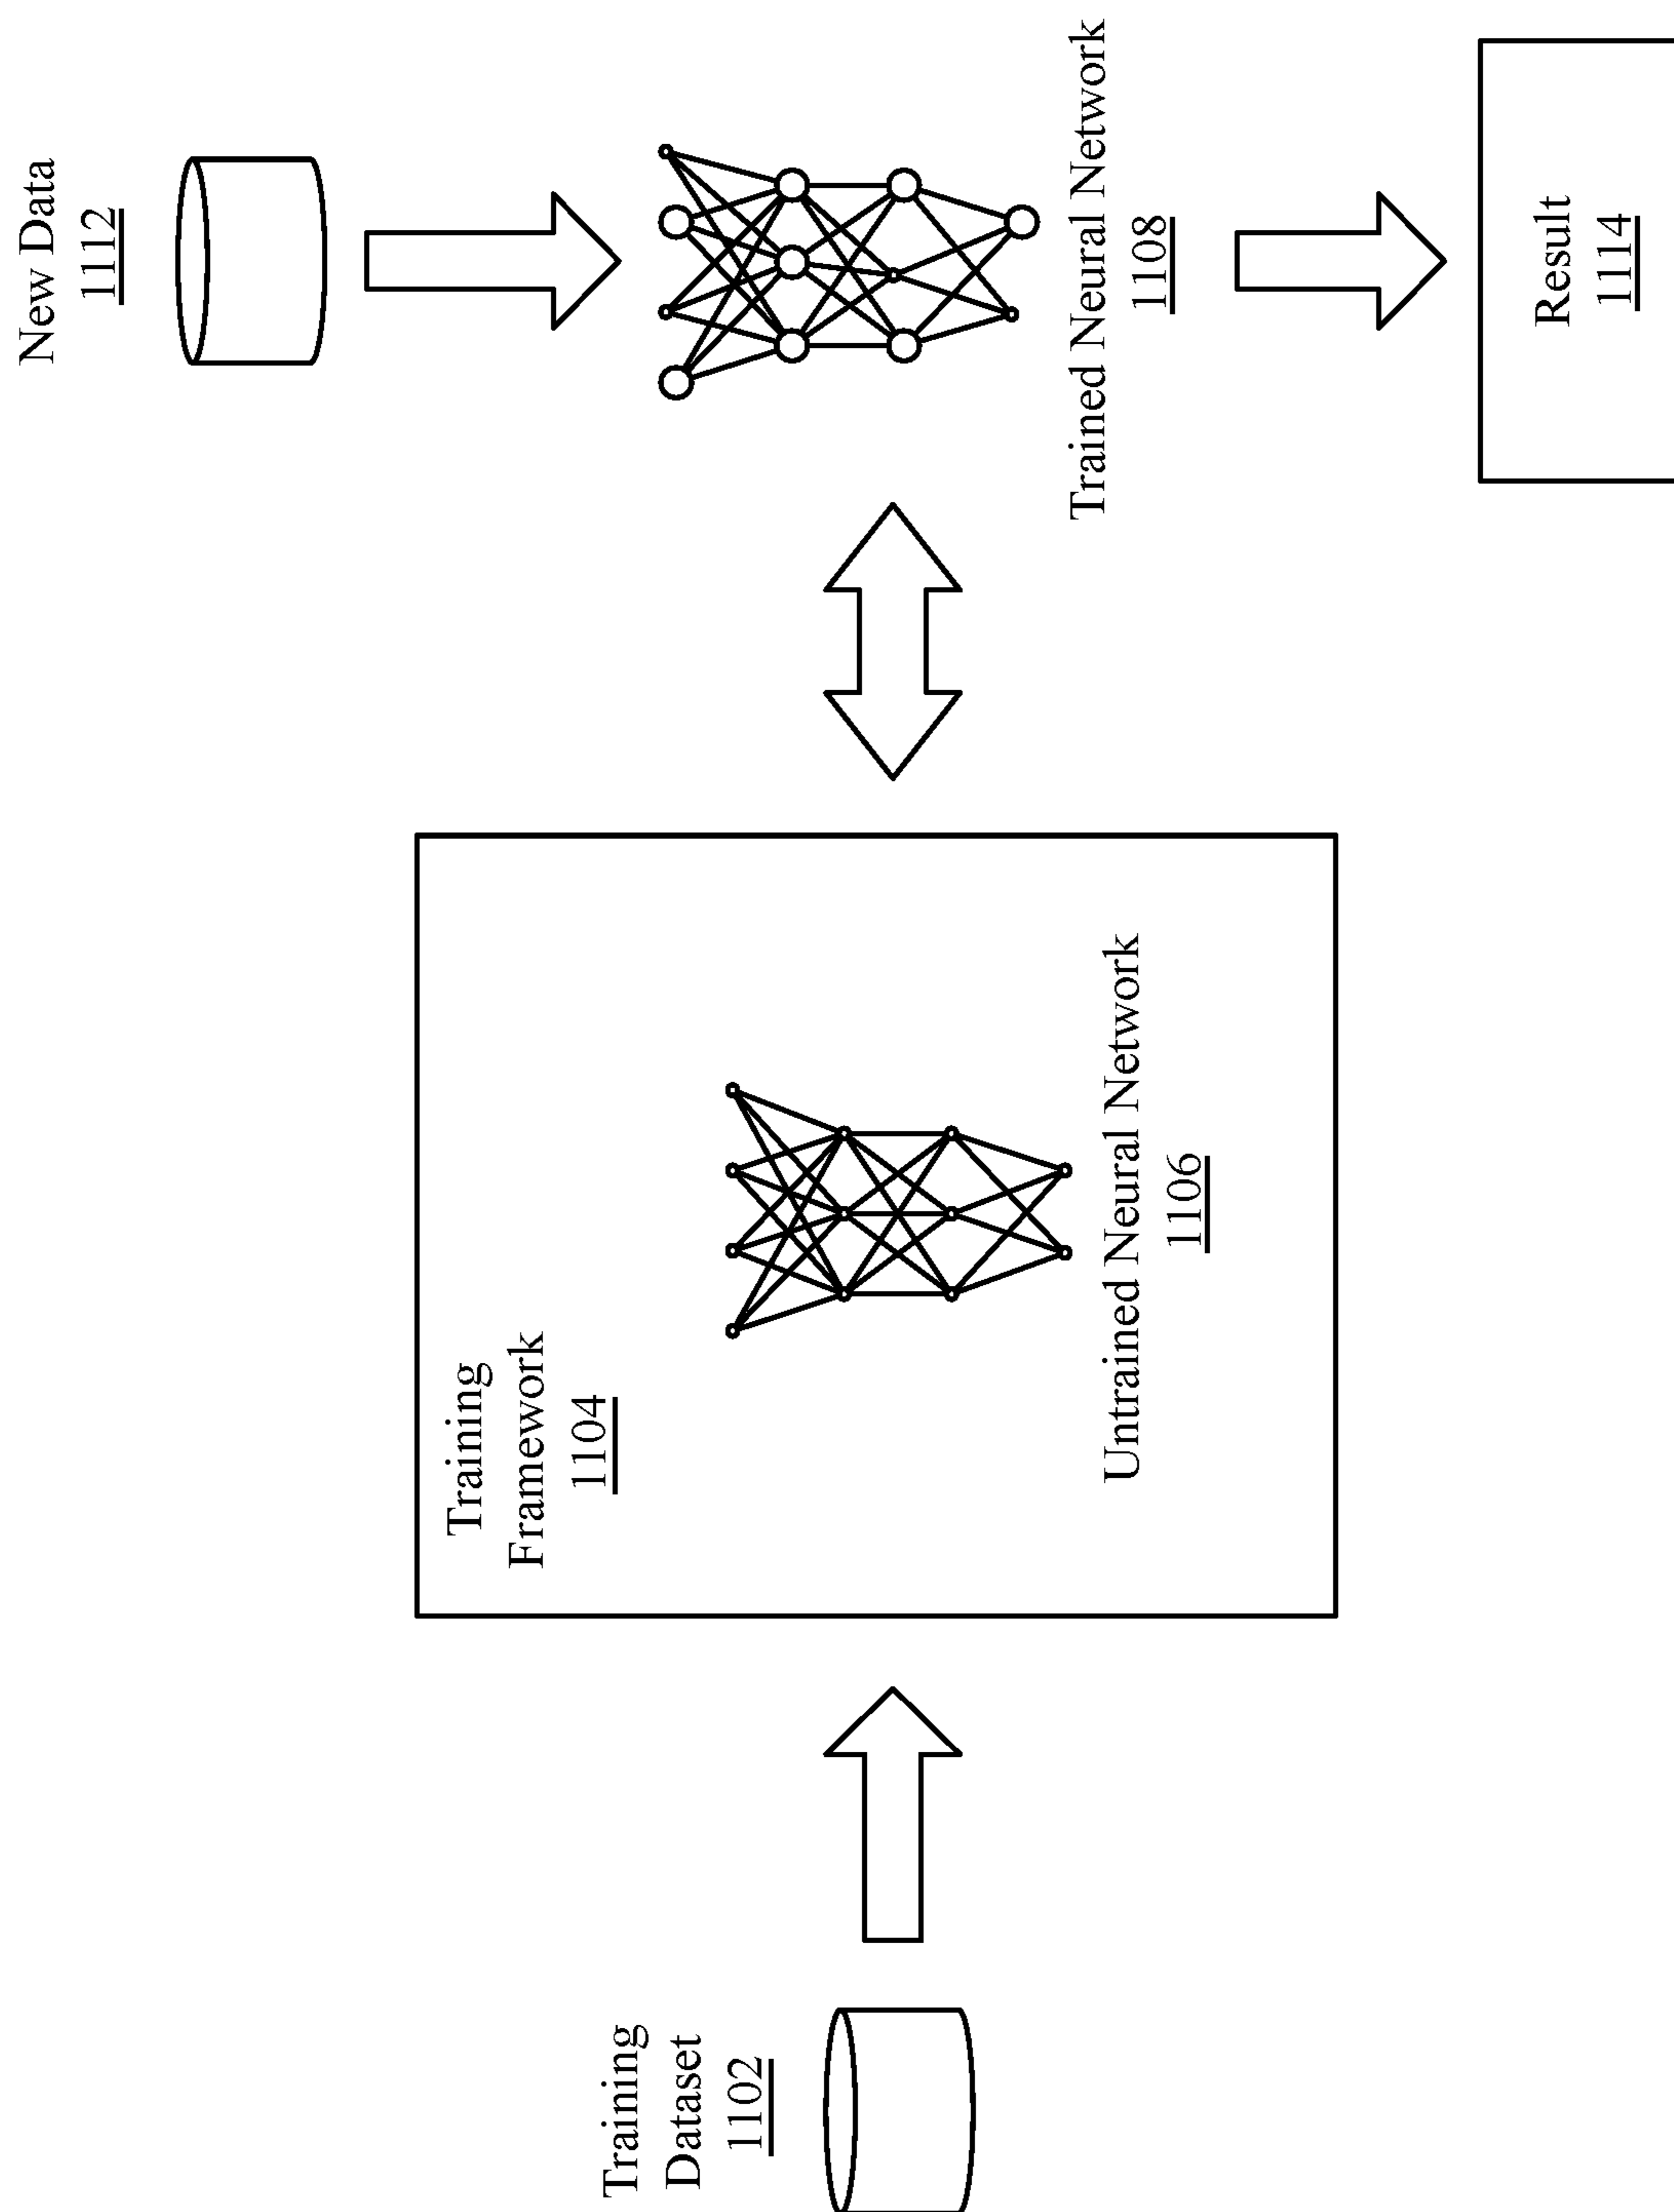 Training
Dataset
1102
Training
Framework
1104
Untrained Neural Network
1106
New Data
1112
Trained Neural Network
1108
Result
1114